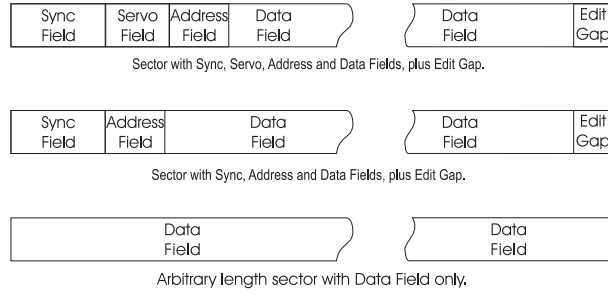 Sync Servo Address Data Data Edit
Field Field Field Field Field Gap
Sector with Sync, Servo, Address and Data Fields, plus Edit Gap.
Sync Address Data Data Edit
Field Field Field Field Gap
Sector with Sync, Address and Data Fields, plus Edit Gap.
Data Data
Field Field
Arbitrary length sector with Data Field only.